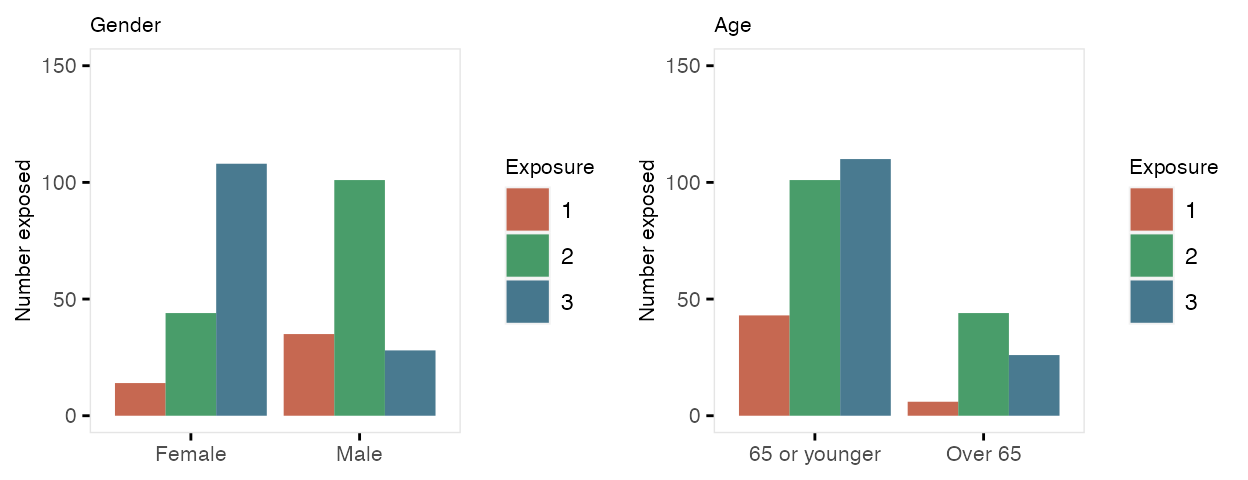 Gender
150
100
50
0
Number exposed
Female Male
Exposure
1
2
3
Age
150
100
50
0
Number exposed
65 or younger Over 65
Exposure
1
2
3